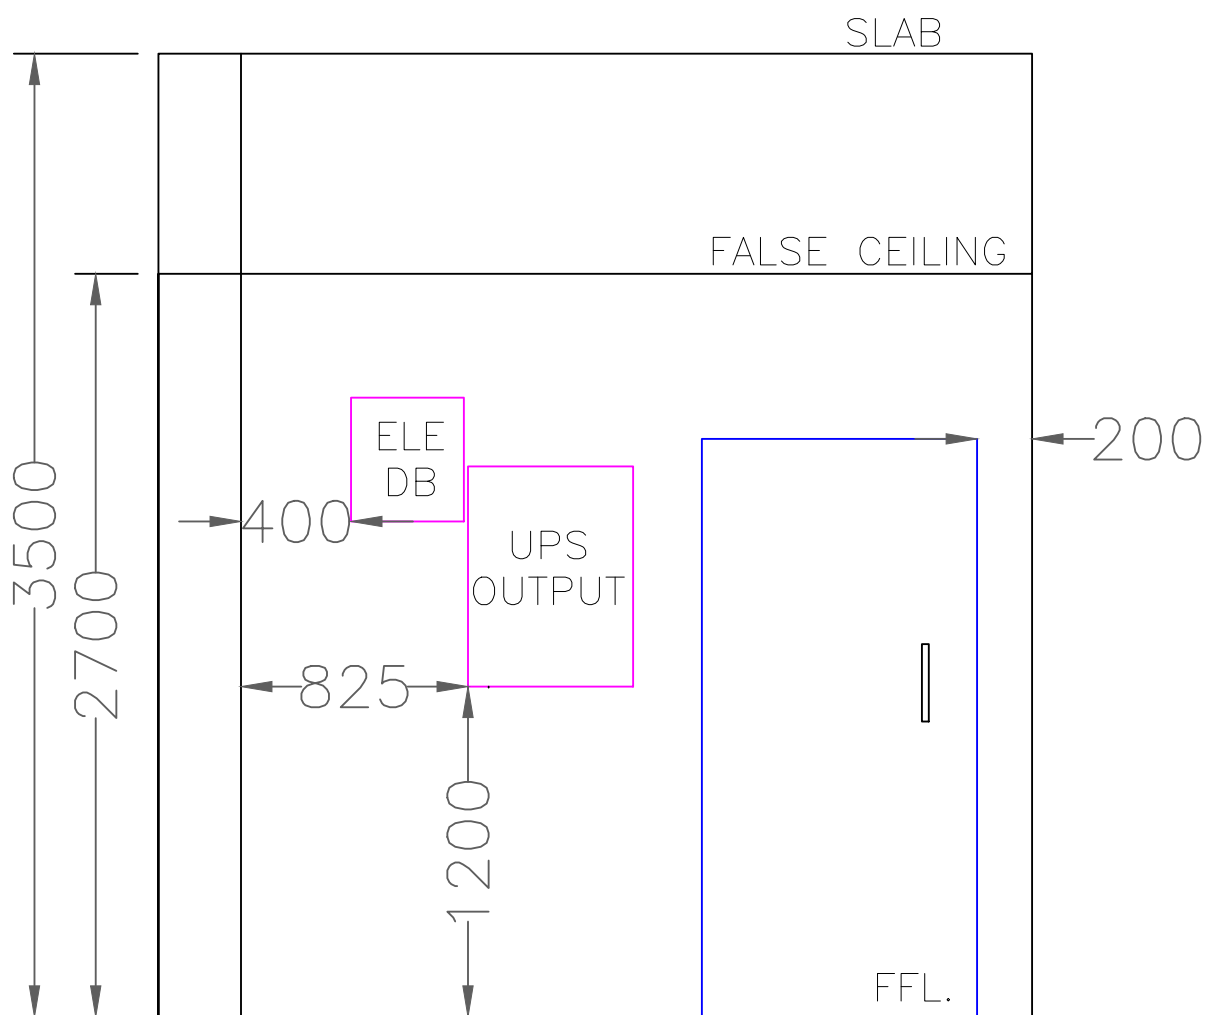 SLAB
FALSE CEILING
200
ELE
DB
400
3500
UPS
OUTPUT
2700
825
1200
FFL.